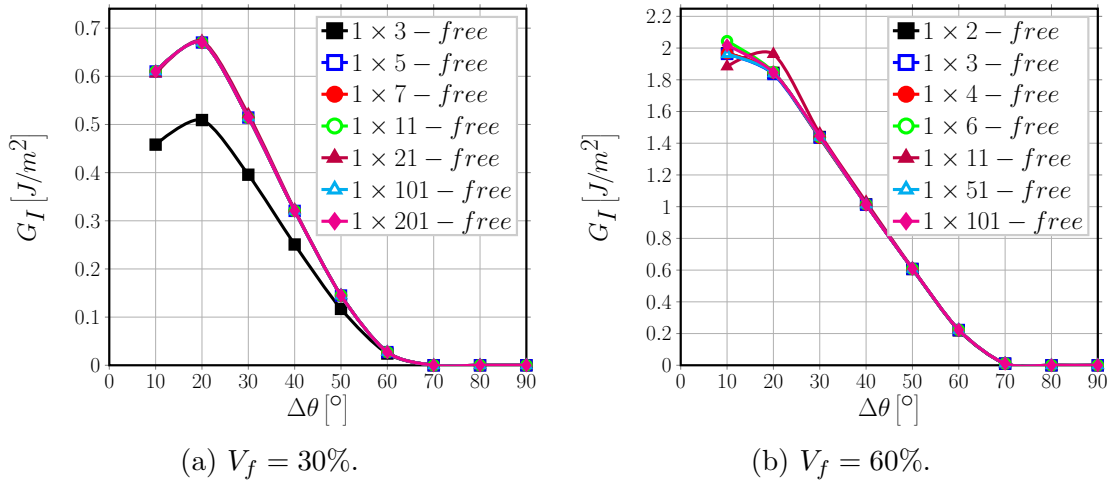 0.7
0.6
0.5
0.4
0.3
0.2
0.1
0
G_I [J/m²]
1 × 3 − free
1 × 5 − free
1 × 7 − free
1 × 11 − free
1 × 21 − free
1 × 101 − free
1 × 201 − free
0 10 20 30 40 50 60 70 80 90
Δθ [°]
(a) V_f = 30%.
2.2
2
1.8
1.6
1.4
1.2
1
0.8
0.6
0.4
0.2
0
G_I [J/m²]
1 × 2 − free
1 × 3 − free
1 × 4 − free
1 × 6 − free
1 × 11 − free
1 × 51 − free
1 × 101 − free
0 10 20 30 40 50 60 70 80 90
Δθ [°]
(b) V_f = 60%.